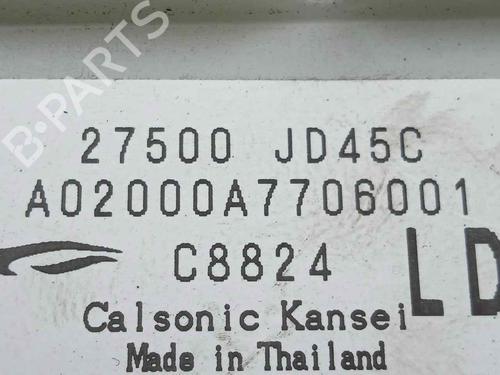 B-PARTS
27500 JD45C
A02000A7706001
C8824
LD
Calsonic Kansei
Made in Thailand